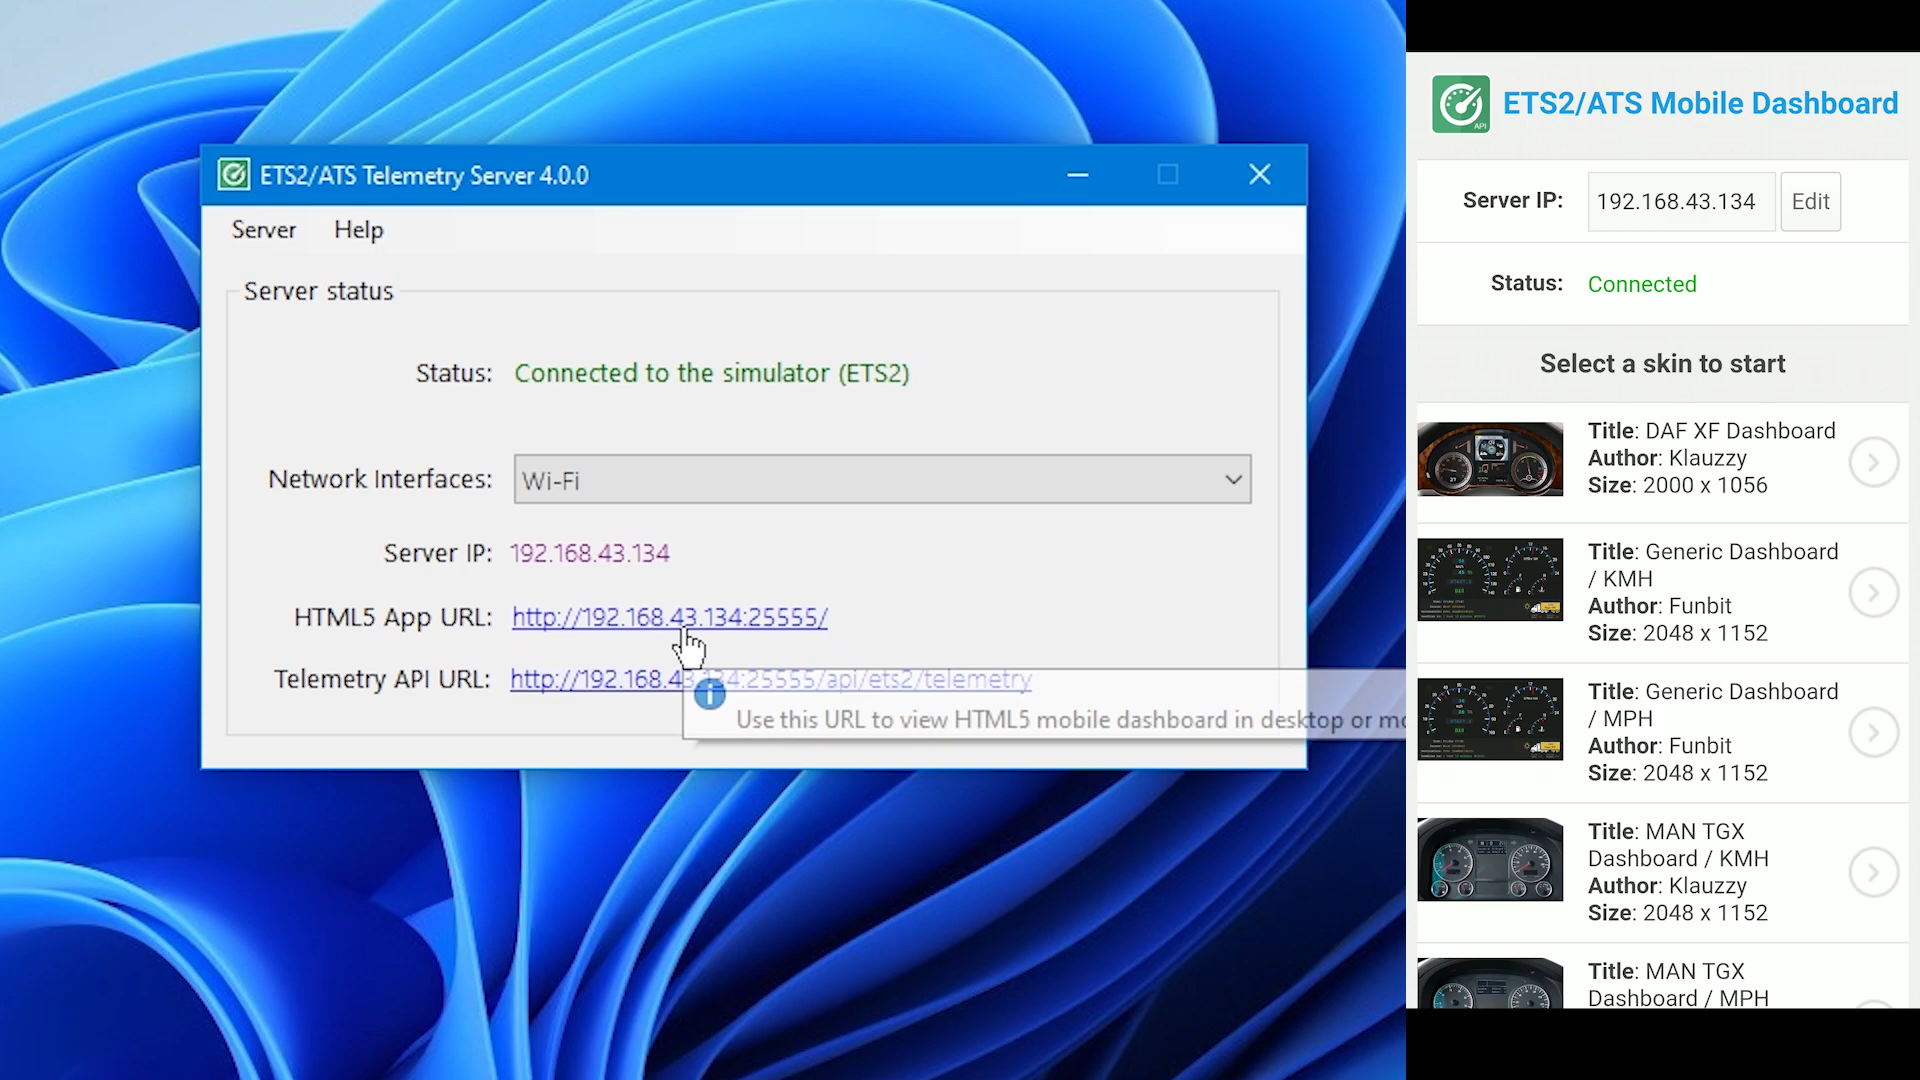 ETS2/ATS Telemetry Server 4.0.0
Server Help
Server status
Status: Connected to the simulator (ETS2)
Network Interfaces: Wi-Fi
Server IP: 192.168.43.134
HTML5 App URL: http://192.168.43.134:25555/
Telemetry API URL: http://192.168.43.134:25555/api/ets2/telemetry
Use this URL to view HTML5 mobile dashboard in desktop or mo
API
ETS2/ATS Mobile Dashboard
Server IP: 192.168.43.134 Edit
Status: Connected
Select a skin to start
Title: DAF XF Dashboard
Author: Klauzzy
Size: 2000 x 1056
Title: Generic Dashboard
/ KMH
Author: Funbit
Size: 2048 x 1152
Title: Generic Dashboard
/ MPH
Author: Funbit
Size: 2048 x 1152
Title: MAN TGX
Dashboard / KMH
Author: Klauzzy
Size: 2048 x 1152
Title: MAN TGX
Dashboard / MPH